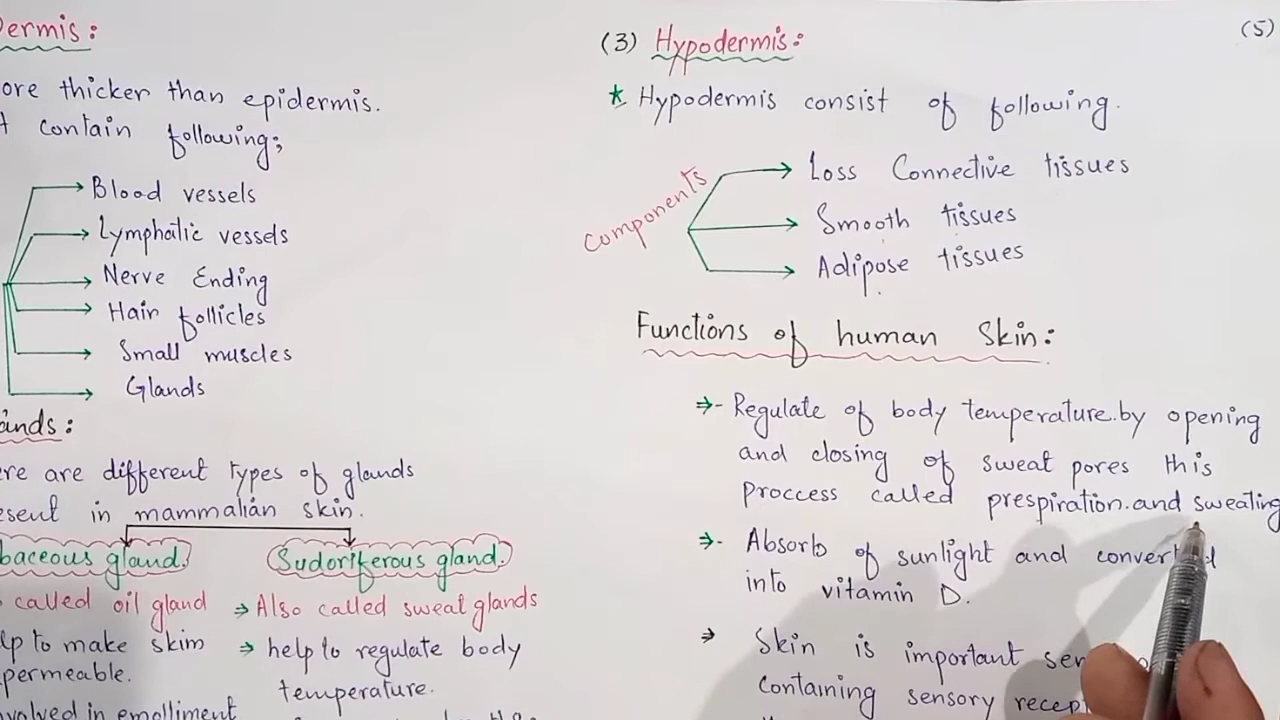 Dermis:
ore thicker than epidermis.
t contain following;
Blood vessels
Lymphatic vessels
Nerve Ending
Hair follicles
Small muscles
Glands
ands:
ere are different types of glands
esent in mammalian skin.
baceous gland.
called oil gland
lp to make skim
permeable.
volved in emolliment
Sudoriferous gland.
⇒ Also called sweat glands
⇒ help to regulate body
temperature.
(5)
(3) Hypodermis:
* Hypodermis consist of following.
Components
Loss Connective tissues
Smooth tissues
Adipose tissues
Functions of human Skin:
⇒- Regulate of body temperature.by opening
and closing of sweat pores this
proccess called prespiration.and sweating
⇒- Absorb of sunlight and
into vitamin D.
⇒ Skin is important
containing sensory